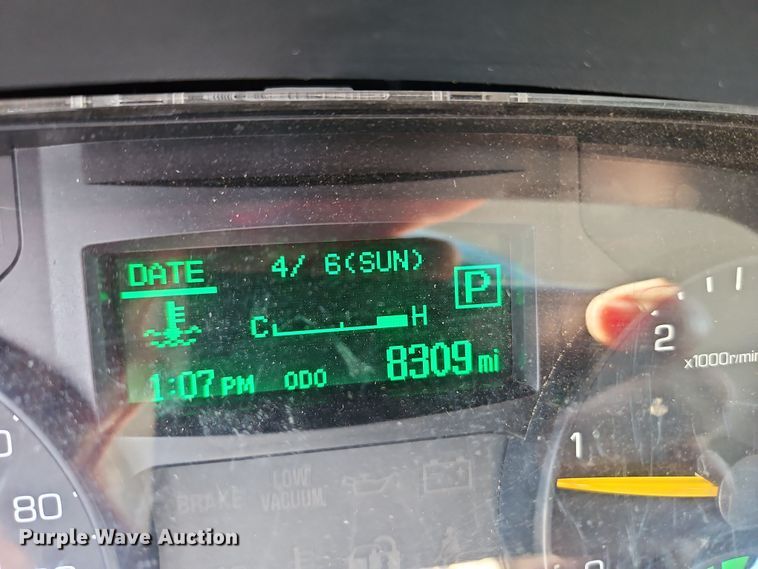 DATE 4/ 6(SUN) P
C H
1:07 PM ODO 8309 mi
2
x1000r/min
1
80
BRAKE LOW VACUUM
Purple Wave Auction